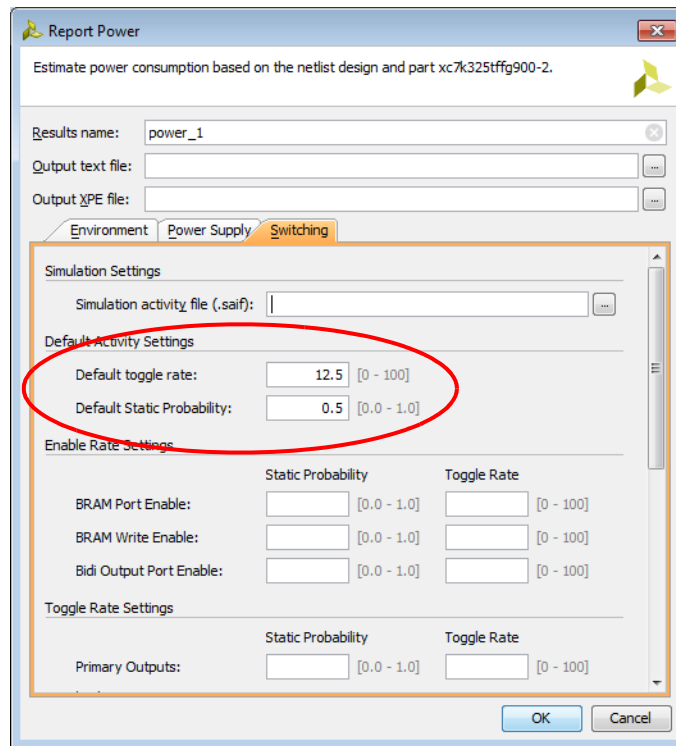 Report Power
Estimate power consumption based on the netlist design and part xc7k325tffg900-2.
Results name: power_1
Output text file: ...
Output XPE file: ...
Environment Power Supply Switching
Simulation Settings
Simulation activity file (.saif): ...
Default Activity Settings
Default toggle rate: 12.5 [0 - 100]
Default Static Probability: 0.5 [0.0 - 1.0]
Enable Rate Settings
Static Probability Toggle Rate
BRAM Port Enable: [0.0 - 1.0] [0 - 100]
BRAM Write Enable: [0.0 - 1.0] [0 - 100]
Bidi Output Port Enable: [0.0 - 1.0] [0 - 100]
Toggle Rate Settings
Static Probability Toggle Rate
Primary Outputs: [0.0 - 1.0] [0 - 100]
OK Cancel